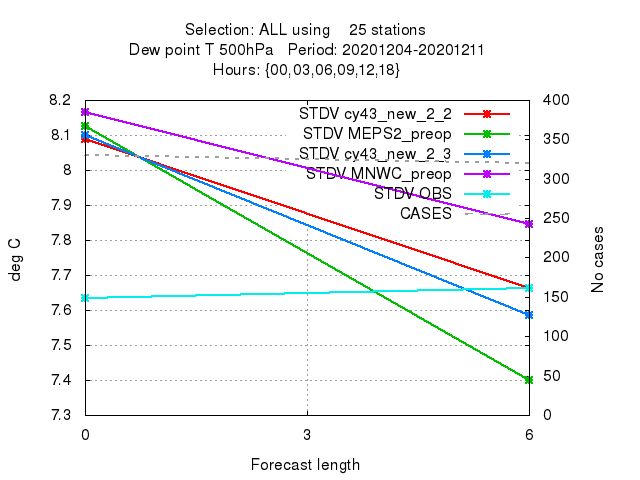 Selection: ALL using 25 stations
Dew point T 500hPa Period: 20201204-20201211
Hours: {00,03,06,09,12,18}
STDV cy43_new_2_2
STDV MEPS2_preop
STDV cy43_new_2_3
STDV MNWC_preop
STDV OBS
CASES
deg C
8.2
8.1
8
7.9
7.8
7.7
7.6
7.5
7.4
7.3
400
350
300
250
200
150
100
50
0
No cases
0 3 6
Forecast length